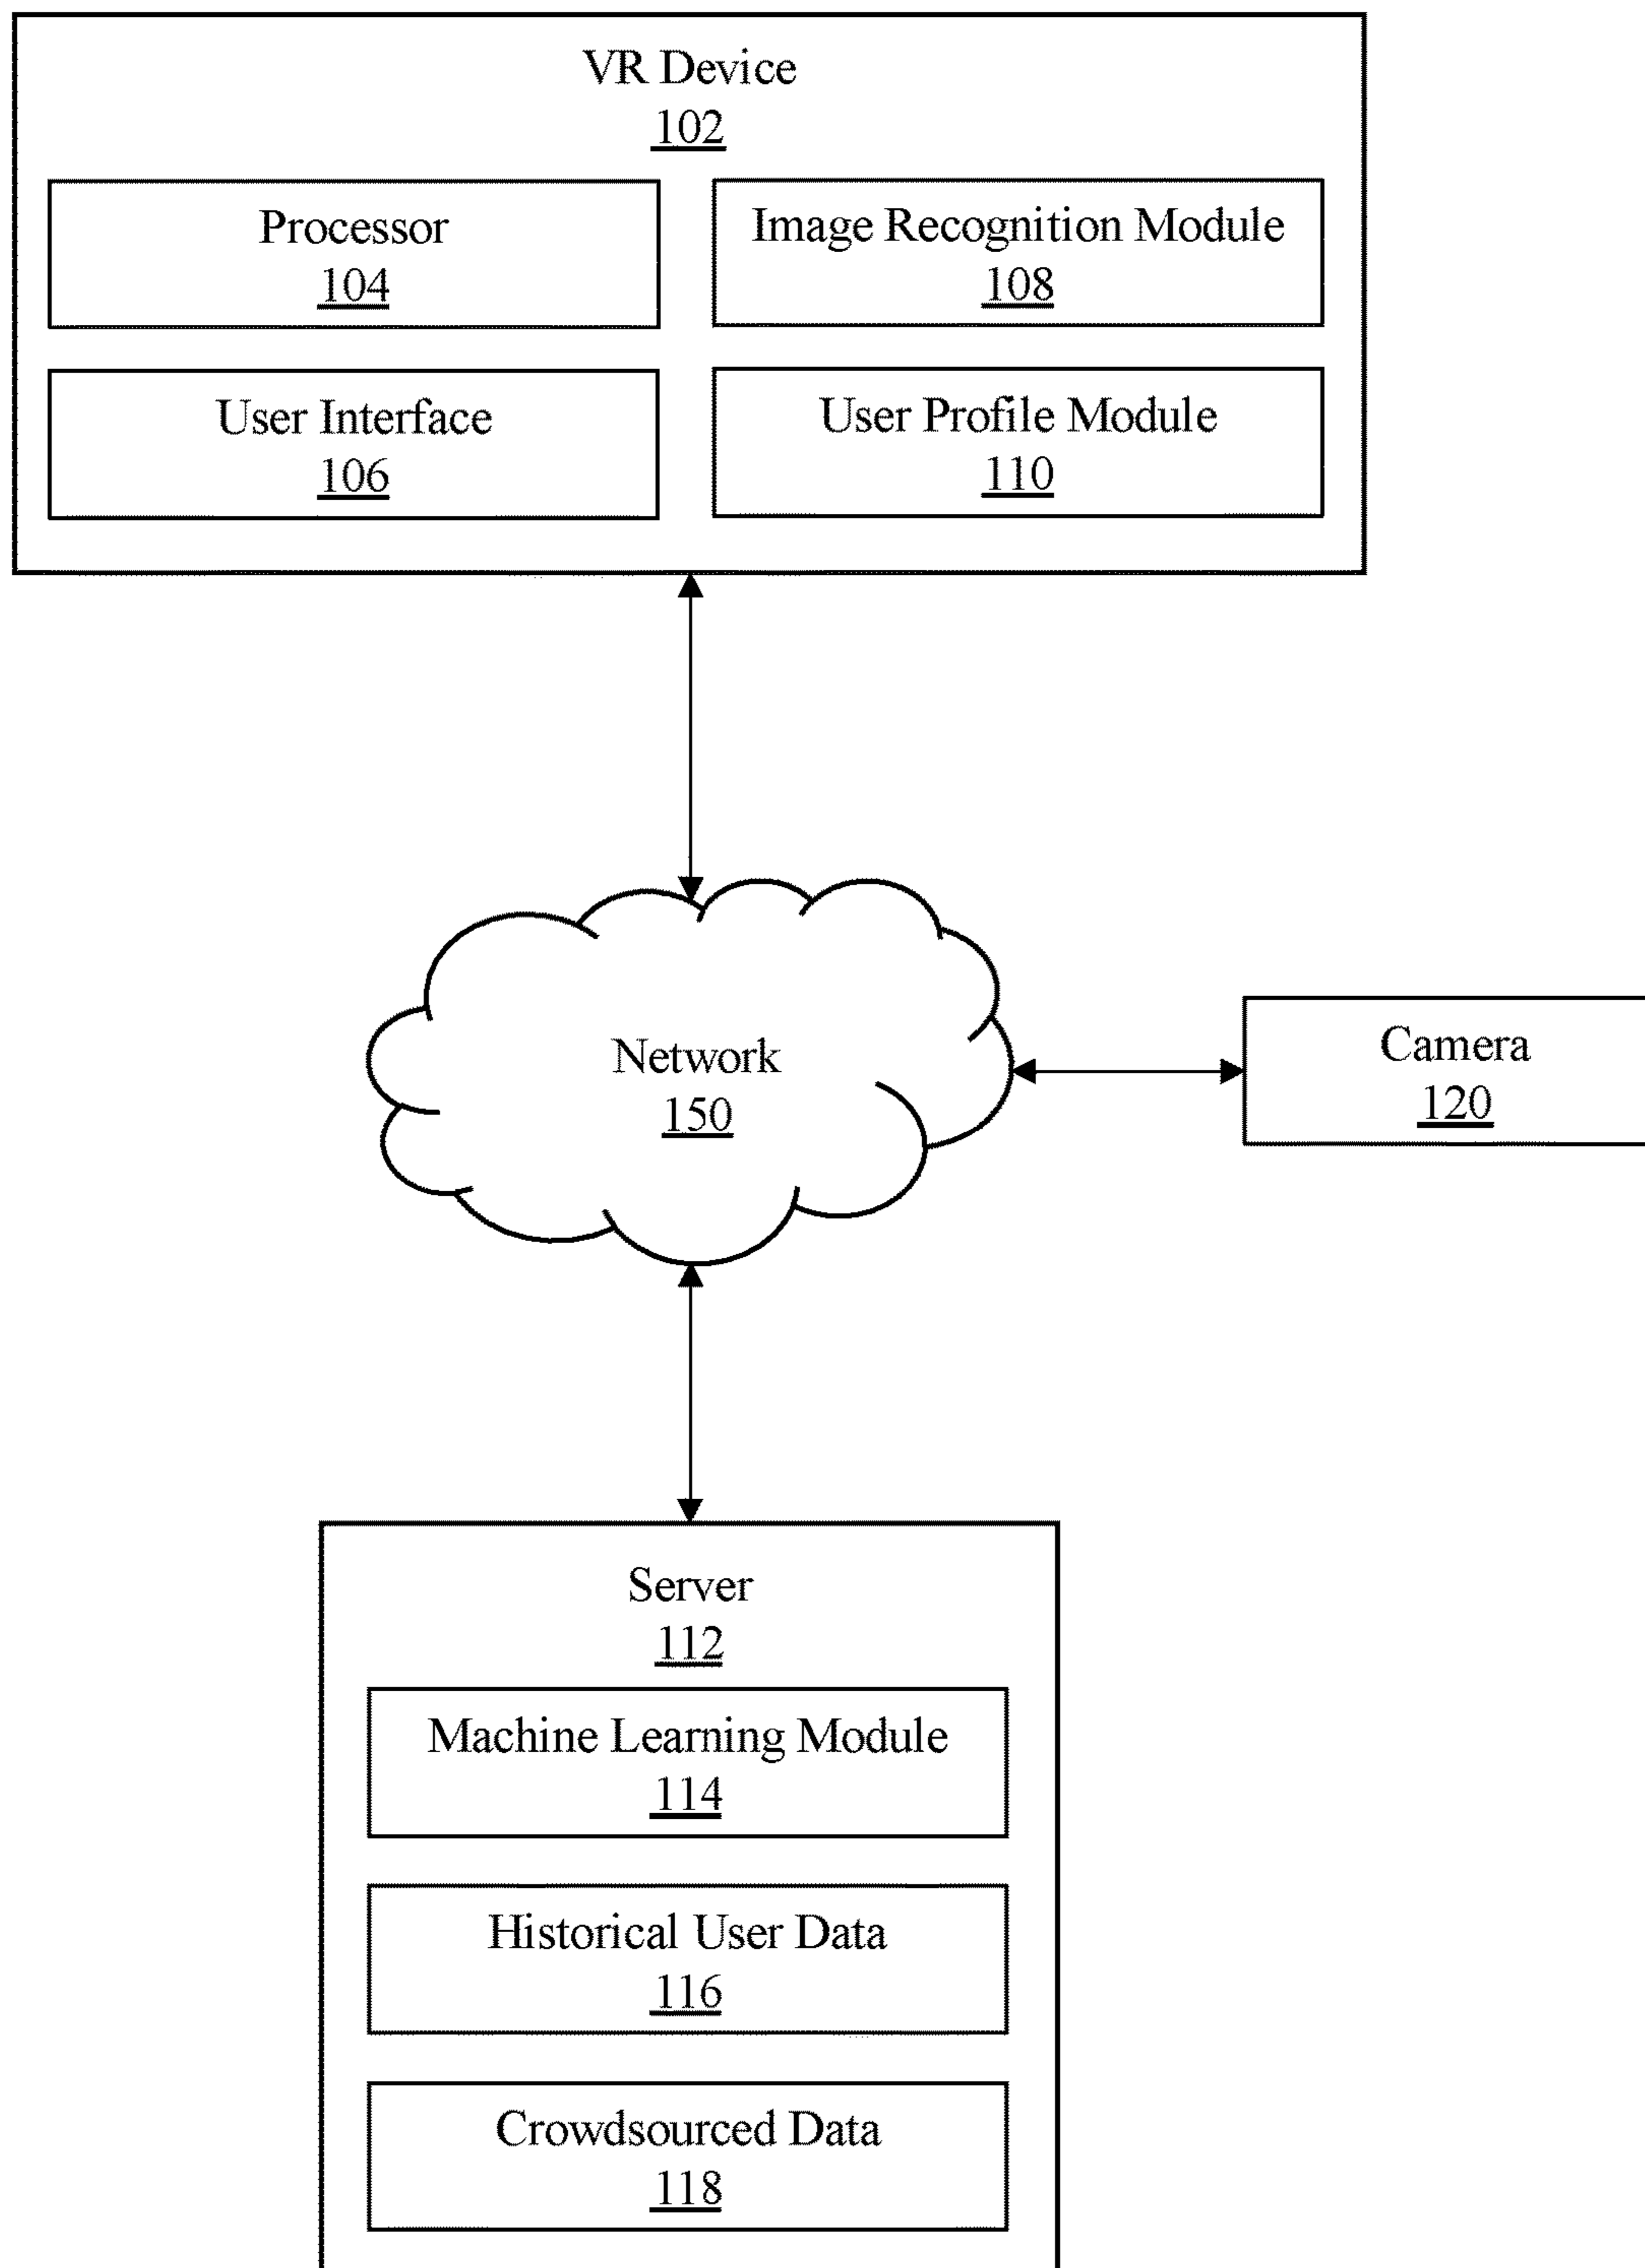 VR Device
102
Processor
104
Image Recognition Module
108
User Interface
106
User Profile Module
110
Network
150
Camera
120
Server
112
Machine Learning Module
114
Historical User Data
116
Crowdsourced Data
118